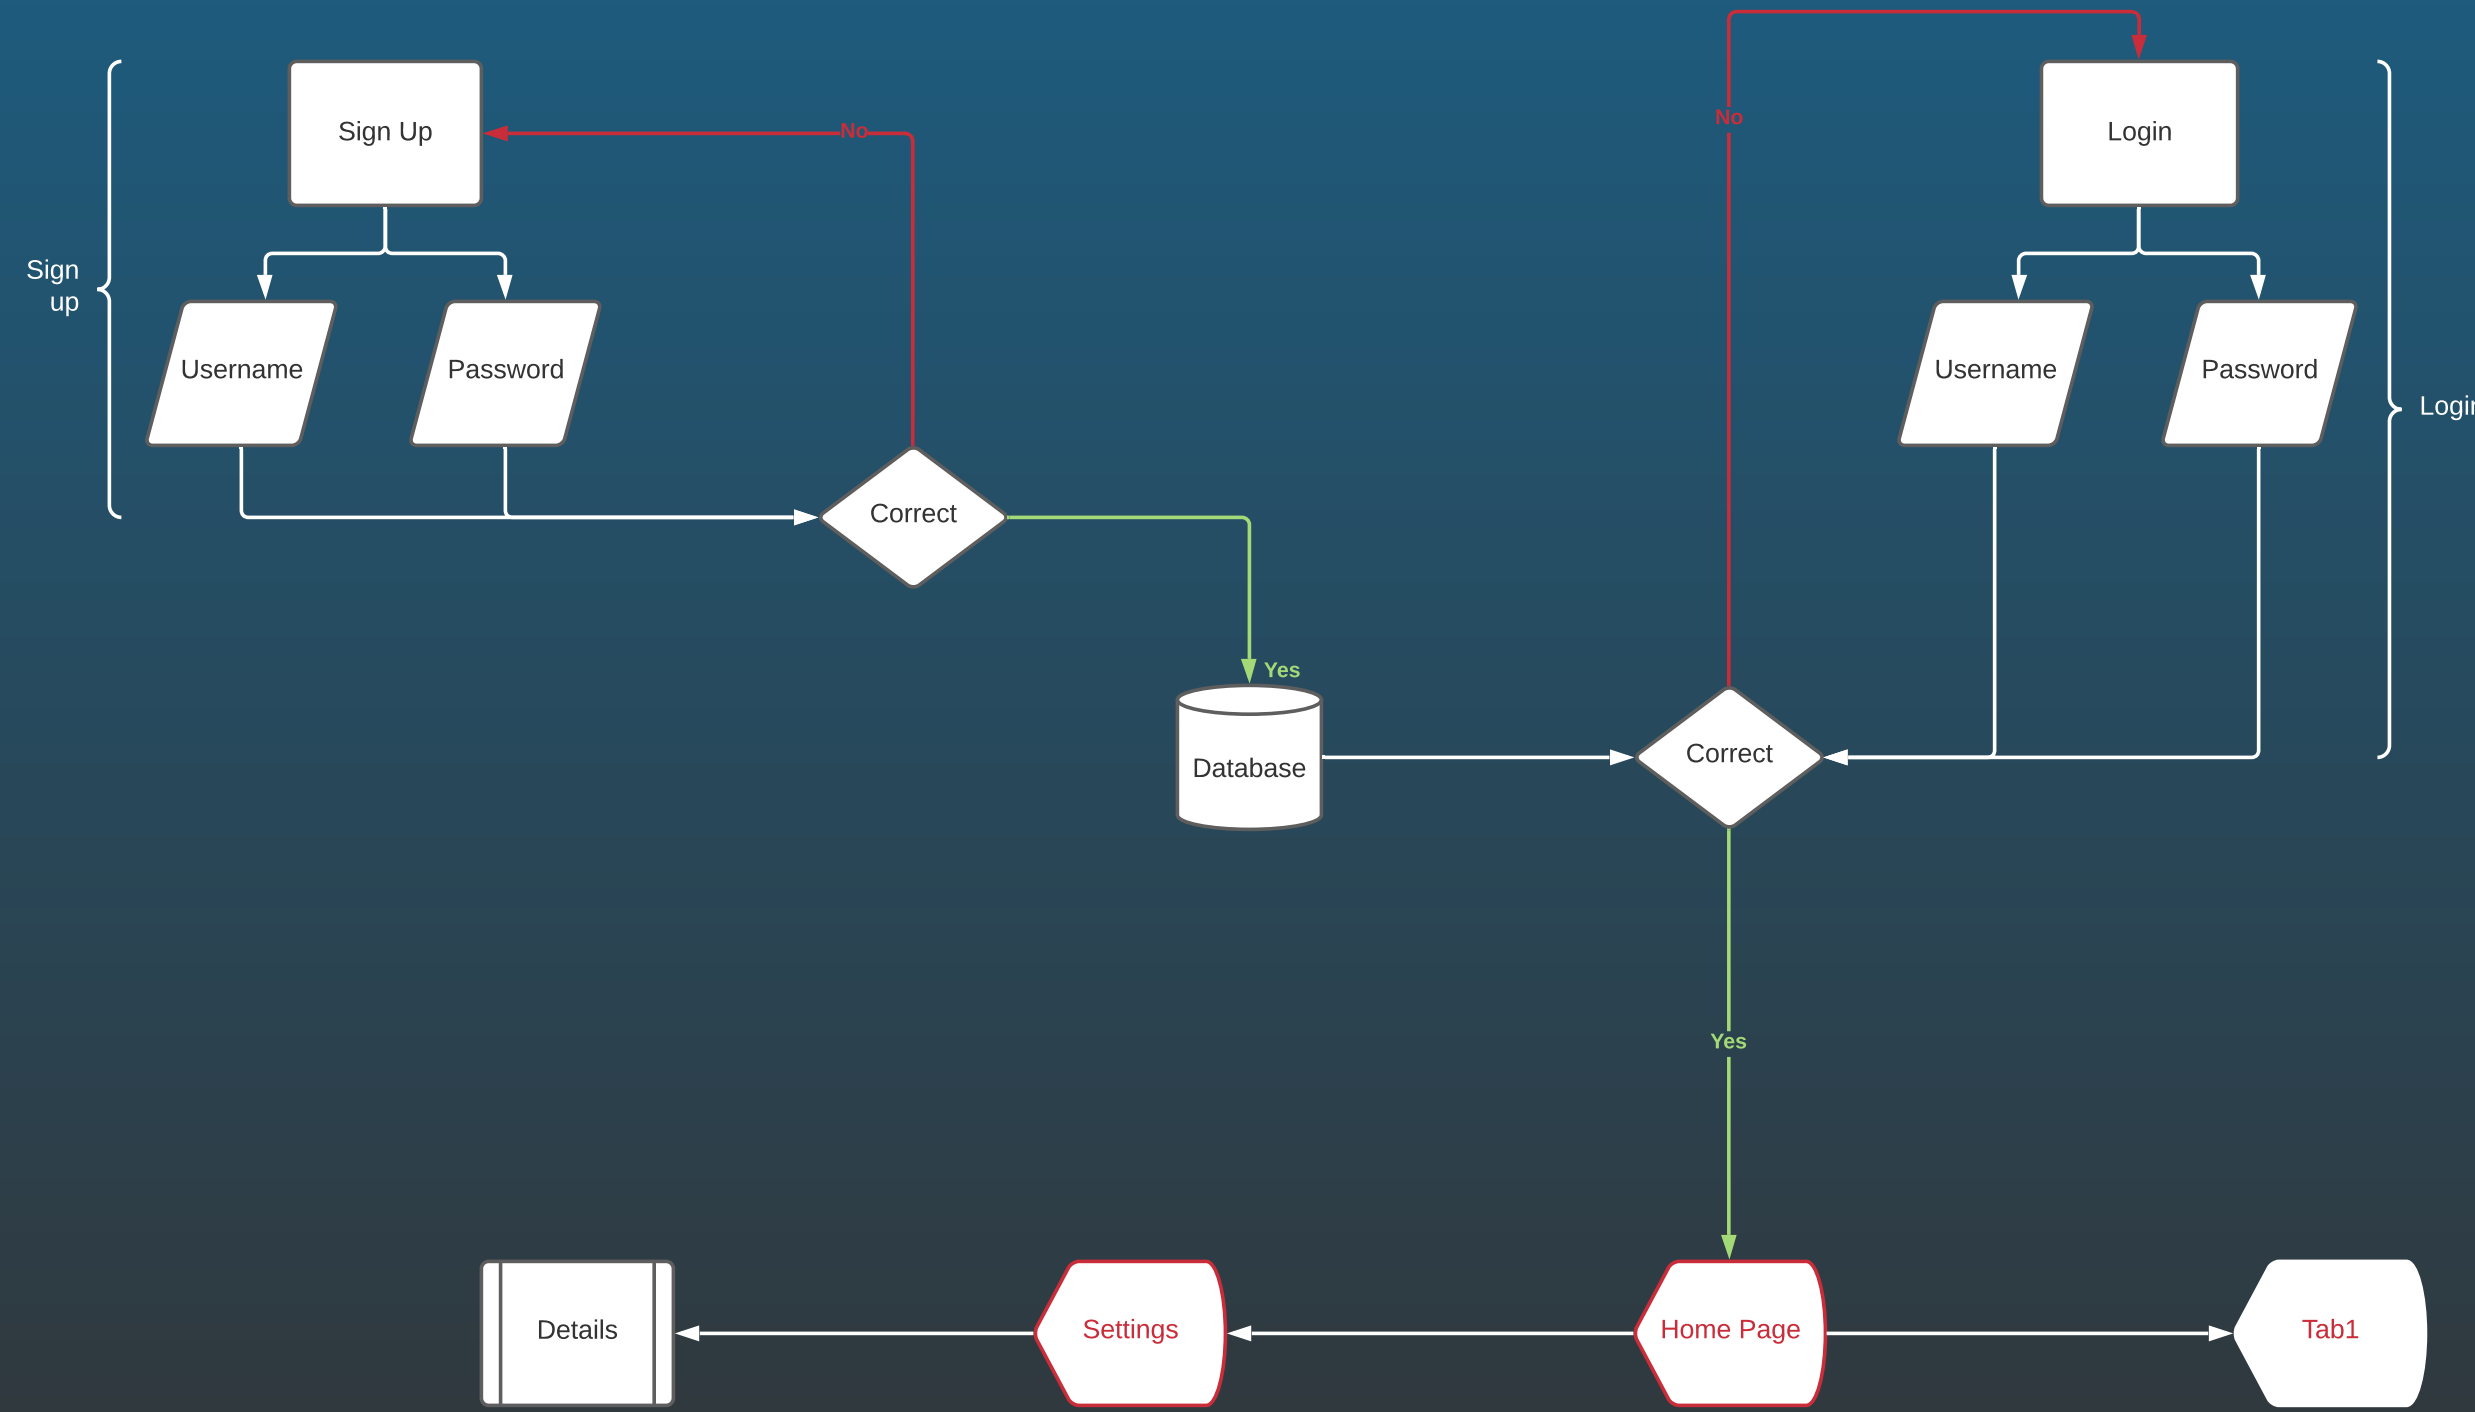 No
Sign Up
No
Login
Sign
up
Username
Password
Username
Password
Login
Correct
Yes
Database
Correct
Yes
Details
Settings
Home Page
Tab1